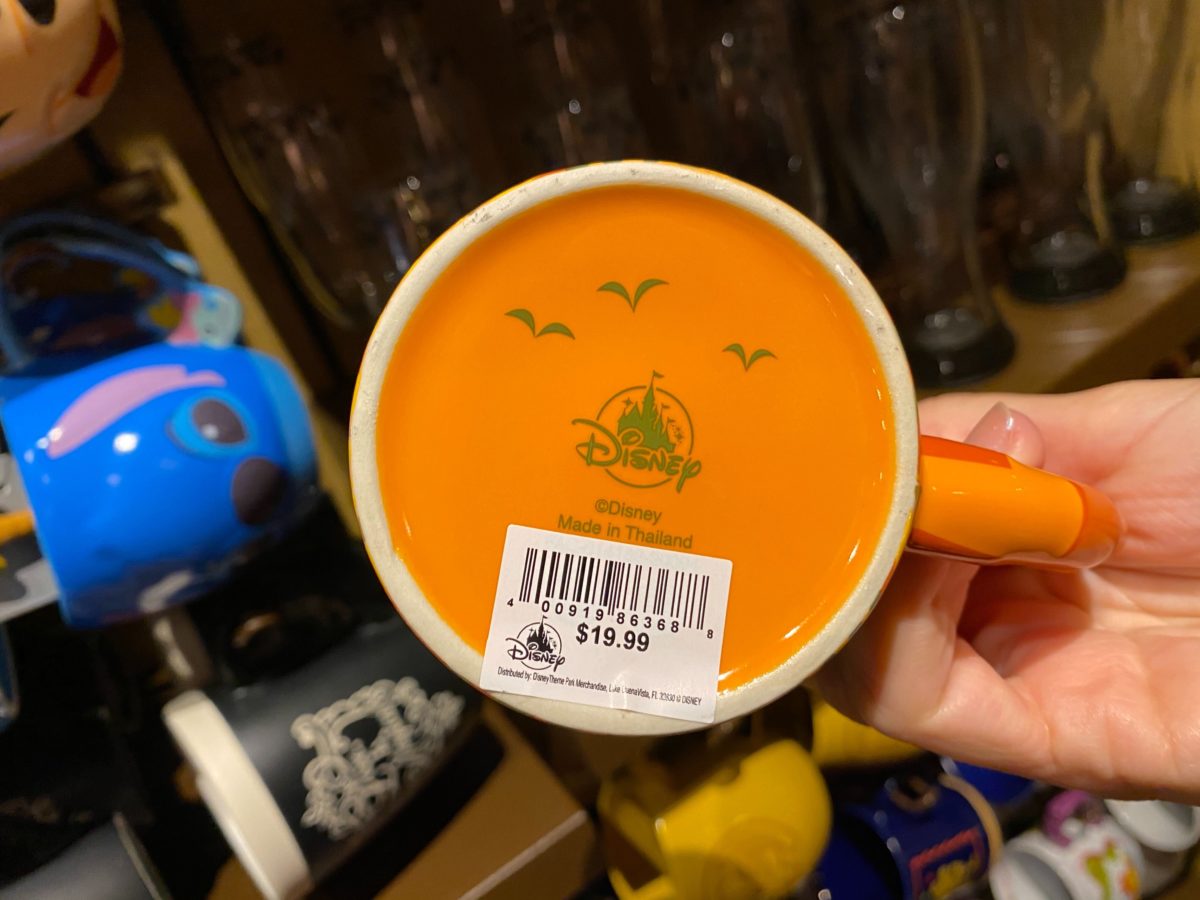 Disney
©Disney
Made in Thailand
4 00919 86368 8
$19.99
Disney
Distributed by: Disney Theme Park Merchandise, Lake Buena Vista, FL 32830 © DISNEY